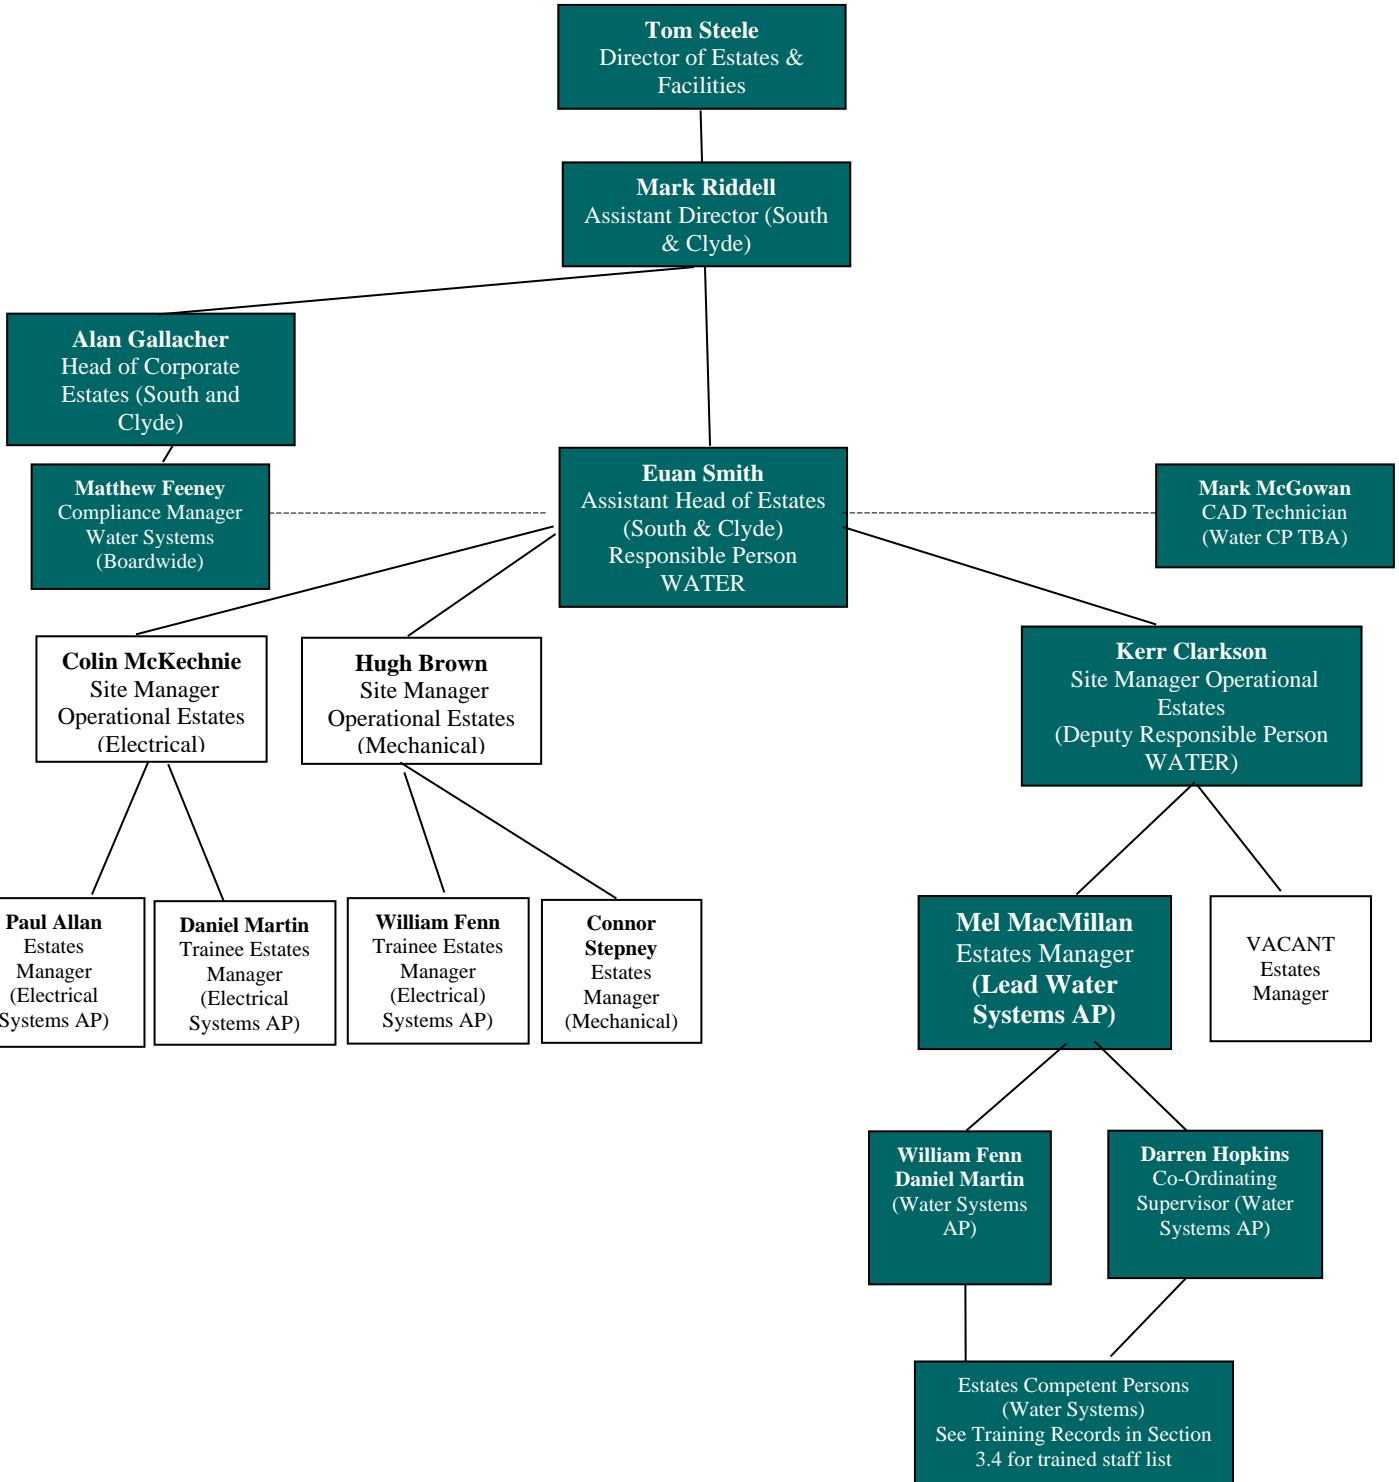 Tom Steele
Director of Estates &
Facilities
Mark Riddell
Assistant Director (South
& Clyde)
Alan Gallacher
Head of Corporate
Estates (South and
Clyde)
Matthew Feeney
Compliance Manager
Water Systems
(Boardwide)
Euan Smith
Assistant Head of Estates
(South & Clyde)
Responsible Person
WATER
Mark McGowan
CAD Technician
(Water CP TBA)
Colin McKechnie
Site Manager
Operational Estates
(Electrical)
Hugh Brown
Site Manager
Operational Estates
(Mechanical)
Kerr Clarkson
Site Manager Operational
Estates
(Deputy Responsible Person
WATER)
Paul Allan
Estates
Manager
(Electrical
Systems AP)
Daniel Martin
Trainee Estates
Manager
(Electrical
Systems AP)
William Fenn
Trainee Estates
Manager
(Electrical)
Systems AP)
Connor
Stepney
Estates
Manager
(Mechanical)
Mel MacMillan
Estates Manager
(Lead Water
Systems AP)
VACANT
Estates
Manager
William Fenn
Daniel Martin
(Water Systems
AP)
Darren Hopkins
Co-Ordinating
Supervisor (Water
Systems AP)
Estates Competent Persons
(Water Systems)
See Training Records in Section
3.4 for trained staff list